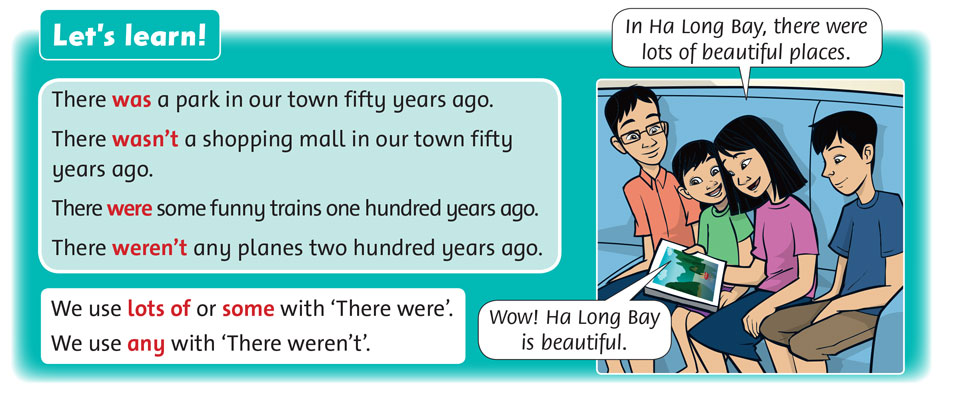 Let's learn!
There was a park in our town fifty years ago.
There wasn't a shopping mall in our town fifty
years ago.
There were some funny trains one hundred years ago.
There weren't any planes two hundred years ago.
We use lots of or some with ‘There were’.
We use any with ‘There weren't’.
In Ha Long Bay, there were
lots of beautiful places.
Wow! Ha Long Bay
is beautiful.